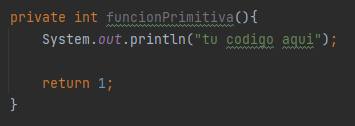 private int funcionPrimitiva(){
    System.out.println("tu codigo aqui");
    return 1;
}